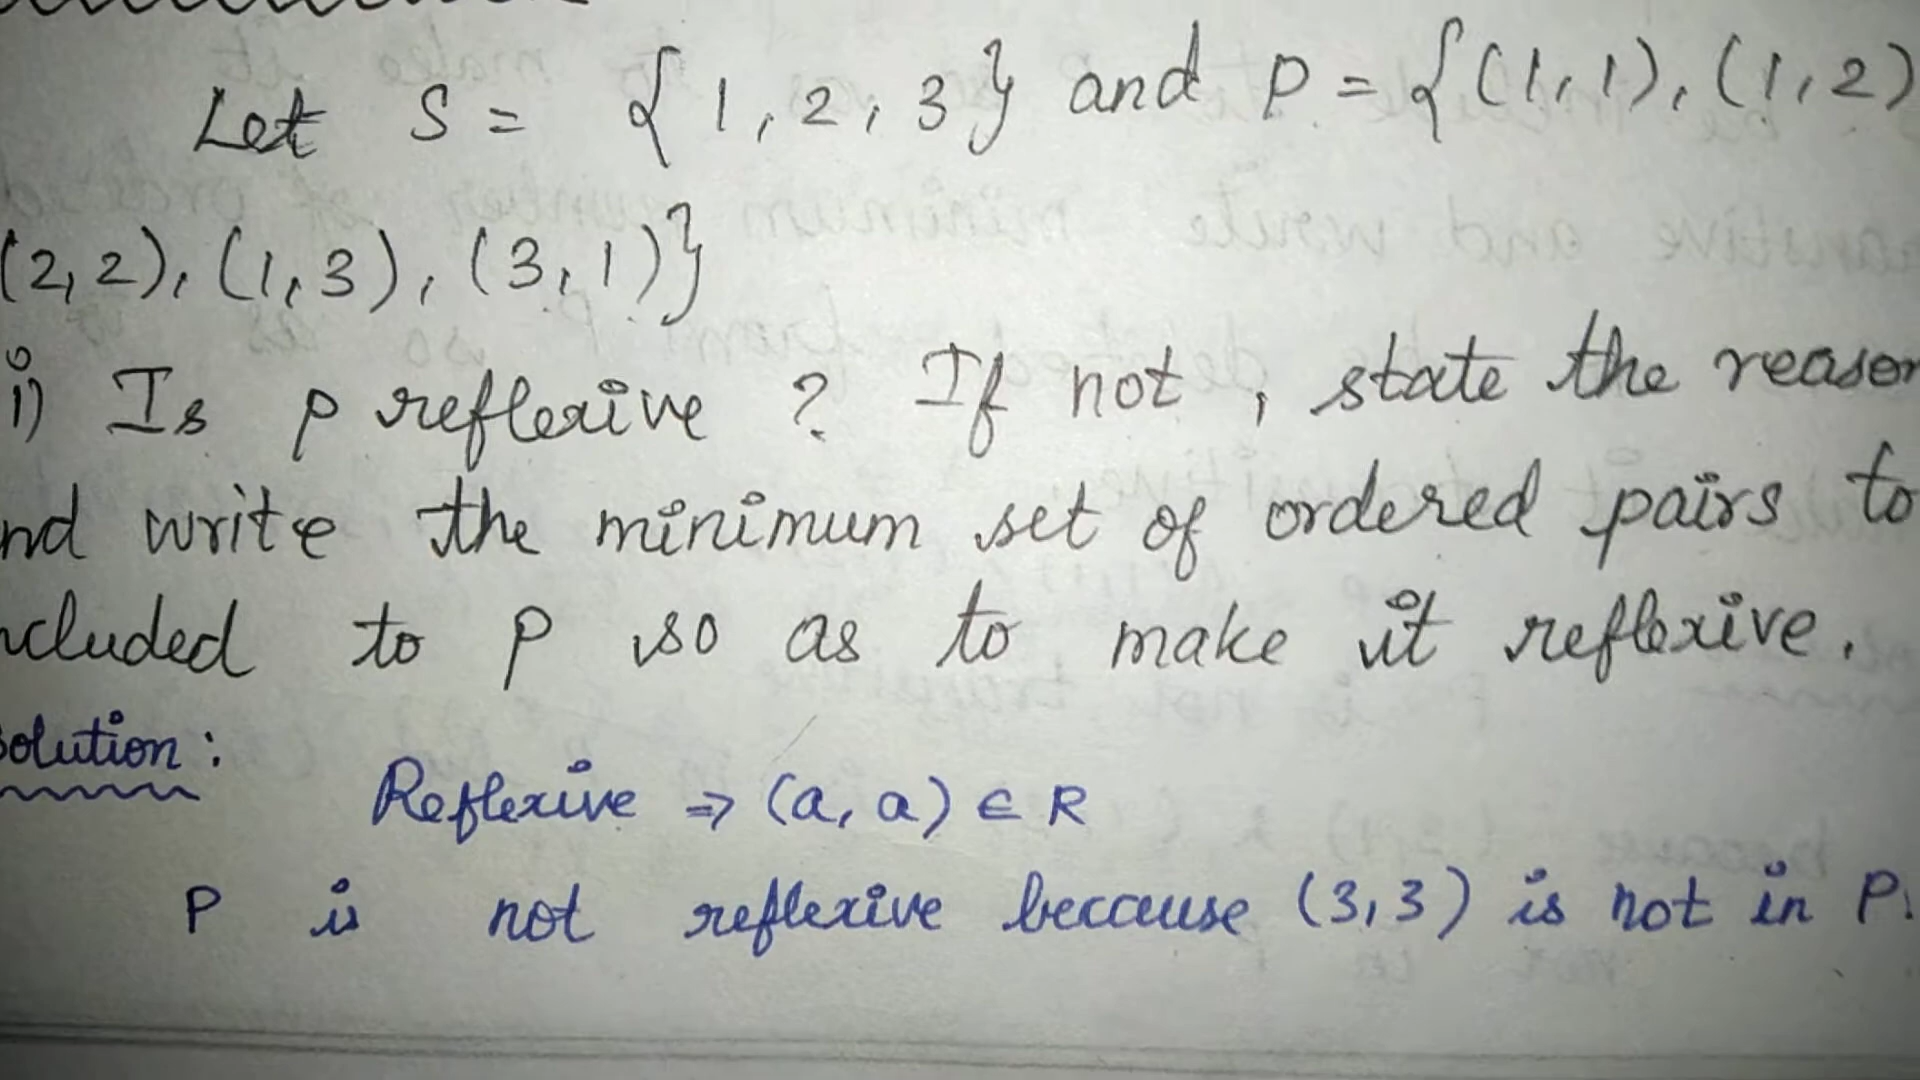 Let S = { 1, 2, 3 } and P = { (1,1), (1,2)
(2,2), (1,3), (3,1) }
i) Is P reflexive ? If not , state the reason
nd write the minimum set of ordered pairs to
ncluded to P so as to make it reflexive.
Solution :
Reflexive ⇒ (a, a) ∈ R
P is not reflexive because (3,3) is not in P.